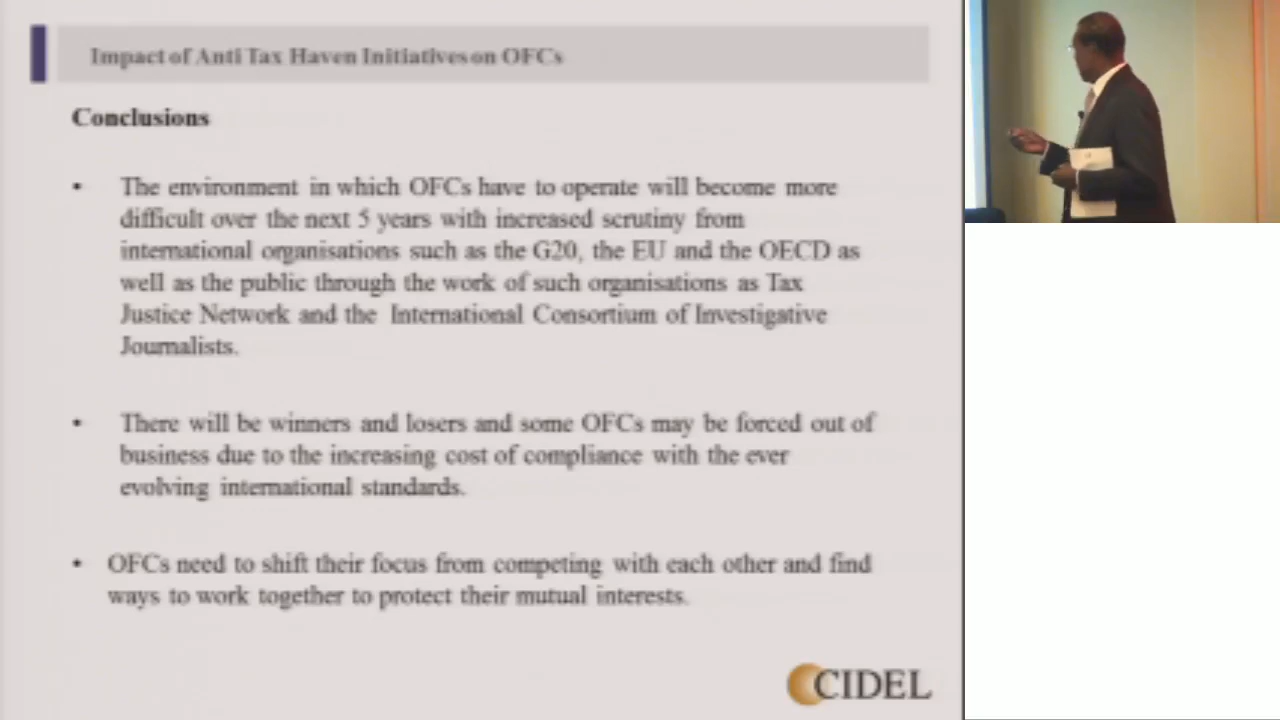 Impact of Anti Tax Haven Initiatives on OFCs
Conclusions
• The environment in which OFCs have to operate will become more
difficult over the next 5 years with increased scrutiny from
international organisations such as the G20, the EU and the OECD as
well as the public through the work of such organisations as Tax
Justice Network and the International Consortium of Investigative
Journalists.
• There will be winners and losers and some OFCs may be forced out of
business due to the increasing cost of compliance with the ever
evolving international standards.
• OFCs need to shift their focus from competing with each other and find
ways to work together to protect their mutual interests.
CIDEL